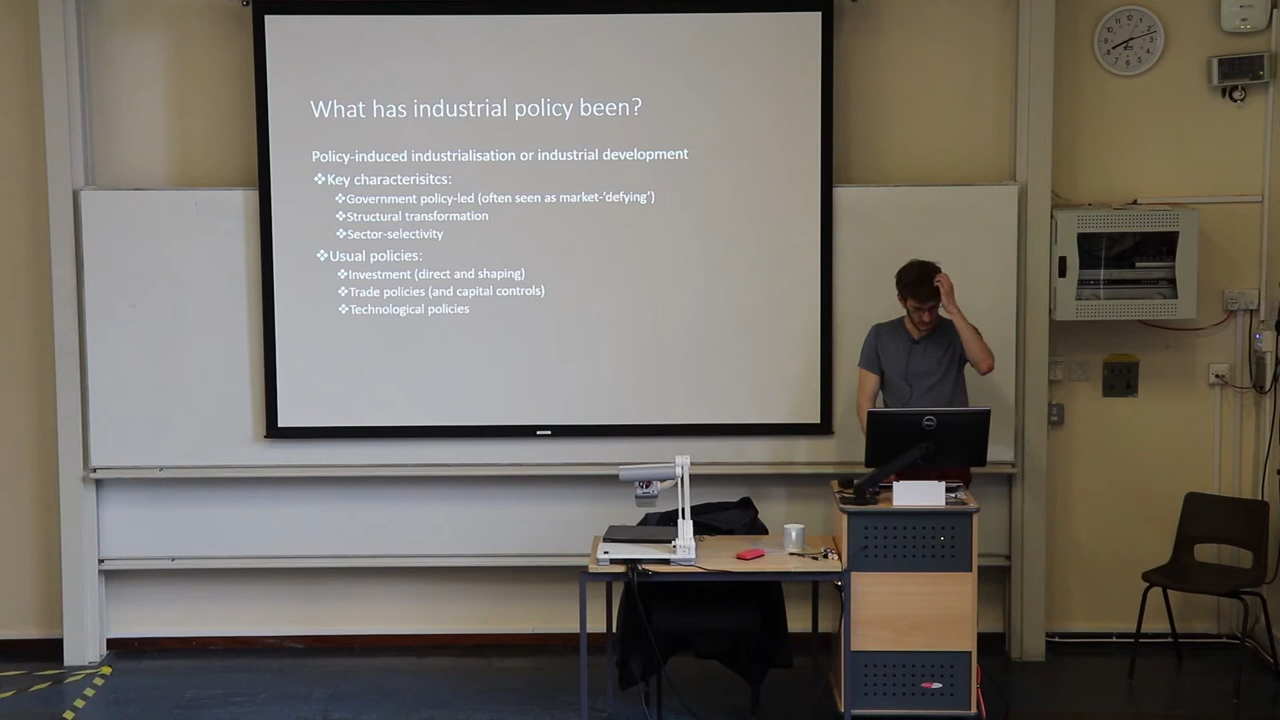 What has industrial policy been?
Policy-induced industrialisation or industrial development
❖Key characterisitcs:
❖Government policy-led (often seen as market-‘defying’)
❖Structural transformation
❖Sector-selectivity
❖Usual policies:
❖Investment (direct and shaping)
❖Trade policies (and capital controls)
❖Technological policies
DELL